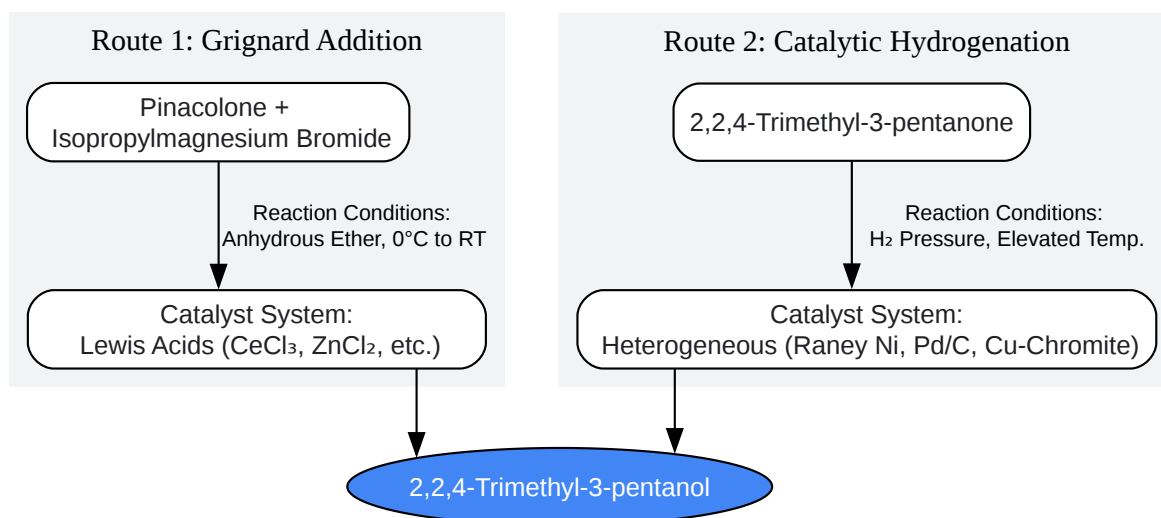 Route 1: Grignard Addition
Pinacolone +
Isopropylmagnesium Bromide
Reaction Conditions:
Anhydrous Ether, 0°C to RT
Catalyst System:
Lewis Acids (CeCl₃, ZnCl₂, etc.)
Route 2: Catalytic Hydrogenation
2,2,4-Trimethyl-3-pentanone
Reaction Conditions:
H₂ Pressure, Elevated Temp.
Catalyst System:
Heterogeneous (Raney Ni, Pd/C, Cu-Chromite)
2,2,4-Trimethyl-3-pentanol